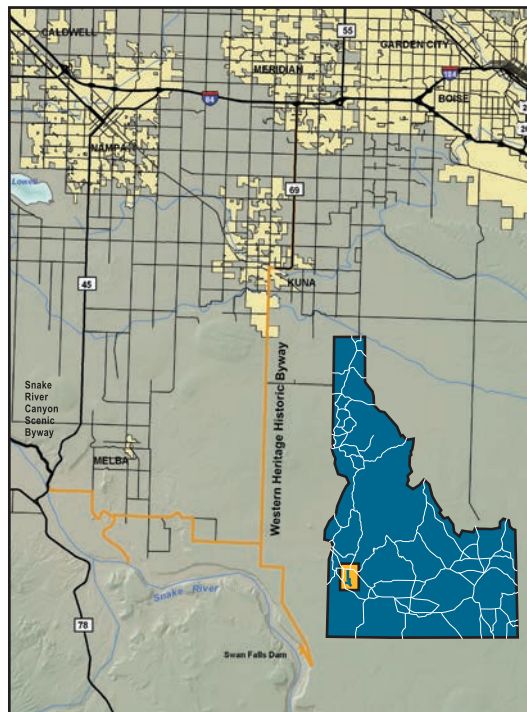 CALDWELL
55
GARDEN CITY
MERIDIAN
184
84
BOISE
NAMPA
Lowell
69
45
KUNA
Snake
River
Canyon
Scenic
Byway
Western Heritage Historic Byway
MELBA
Snake River
78
Swan Falls Dam